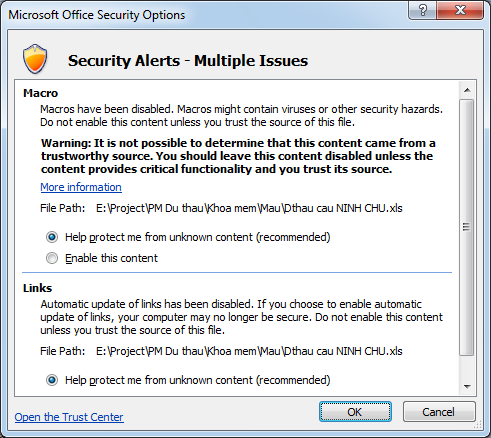 Microsoft Office Security Options
Security Alerts - Multiple Issues
Macro
Macros have been disabled. Macros might contain viruses or other security hazards.
Do not enable this content unless you trust the source of this file.
Warning: It is not possible to determine that this content came from a
trustworthy source. You should leave this content disabled unless the
content provides critical functionality and you trust its source.
More information
File Path: E:\Project\PM Du thau\Khoa mem\Mau\Dthau cau NINH CHU.xls
Help protect me from unknown content (recommended)
Enable this content
Links
Automatic update of links has been disabled. If you choose to enable automatic
update of links, your computer may no longer be secure. Do not enable this content
unless you trust the source of this file.
File Path: E:\Project\PM Du thau\Khoa mem\Mau\Dthau cau NINH CHU.xls
Help protect me from unknown content (recommended)
Open the Trust Center
OK
Cancel